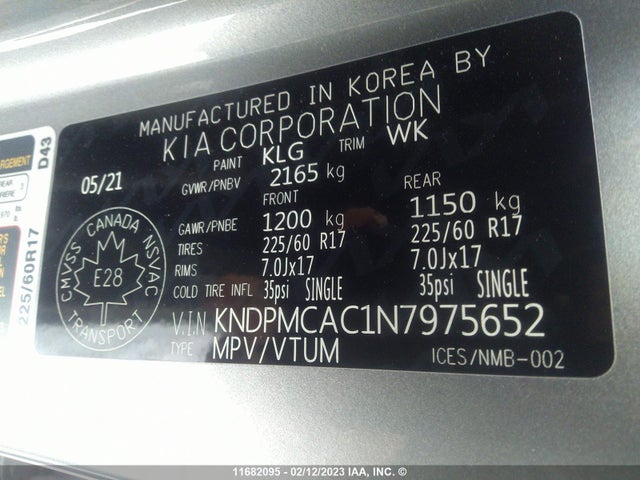 MANUFACTURED IN KOREA BY
KIA CORPORATION
PAINT KLG TRIM WK
05/21 GVWR/PNBV 2165 kg
FRONT REAR
GAWR/PNBE 1200 kg 1150 kg
TIRES 225/60 R17 225/60 R17
RIMS 7.0Jx17 7.0Jx17
COLD TIRE INFL 35psi SINGLE 35psi SINGLE
V.I.N KNDPMCAC1N7975652
TYPE MPV/VTUM ICES/NMB-002
CMVSS CANADA NSVAC
E28
TRANSPORT
D43
225/60R17
11682095 - 02/12/2023 IAA, INC. ©